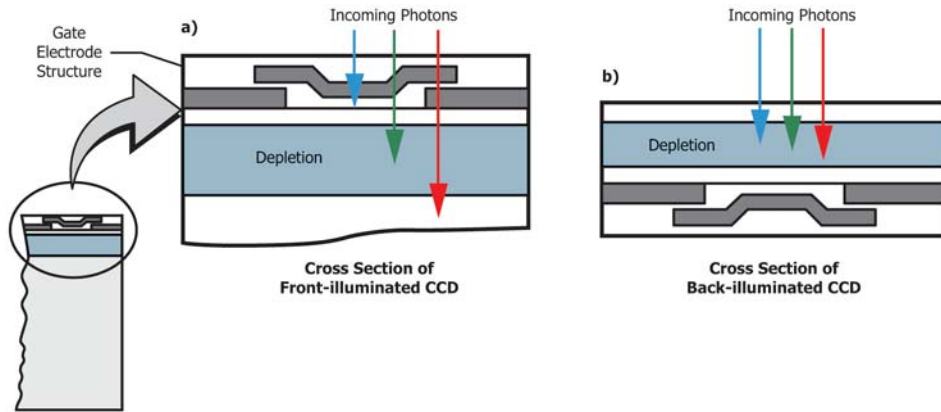 a)
Incoming Photons
Gate
Electrode
Structure
Depletion
Cross Section of
Front-illuminated CCD
Incoming Photons
b)
Depletion
Cross Section of
Back-illuminated CCD